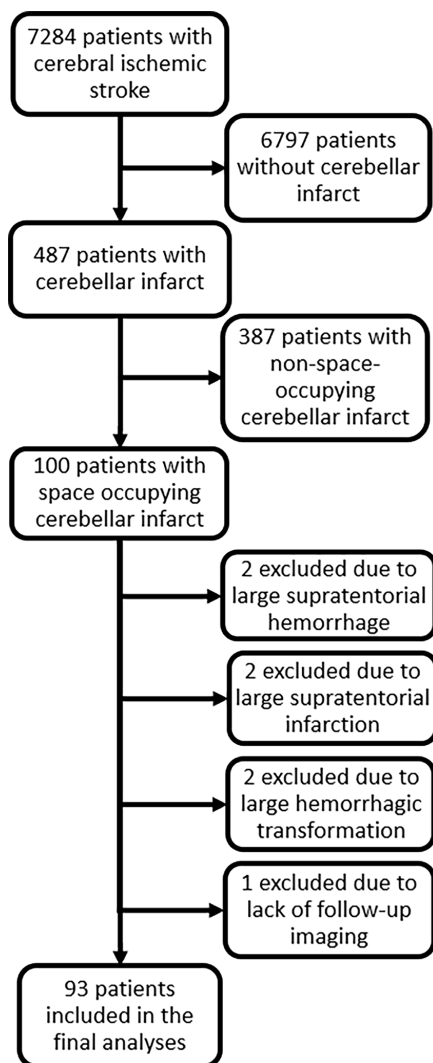 7284 patients with
cerebral ischemic
stroke
6797 patients
without cerebellar
infarct
487 patients with
cerebellar infarct
387 patients with
non-space-
occupying
cerebellar infarct
100 patients with
space occupying
cerebellar infarct
2 excluded due to
large supratentorial
hemorrhage
2 excluded due to
large supratentorial
infarction
2 excluded due to
large hemorrhagic
transformation
1 excluded due to
lack of follow-up
imaging
93 patients
included in the
final analyses